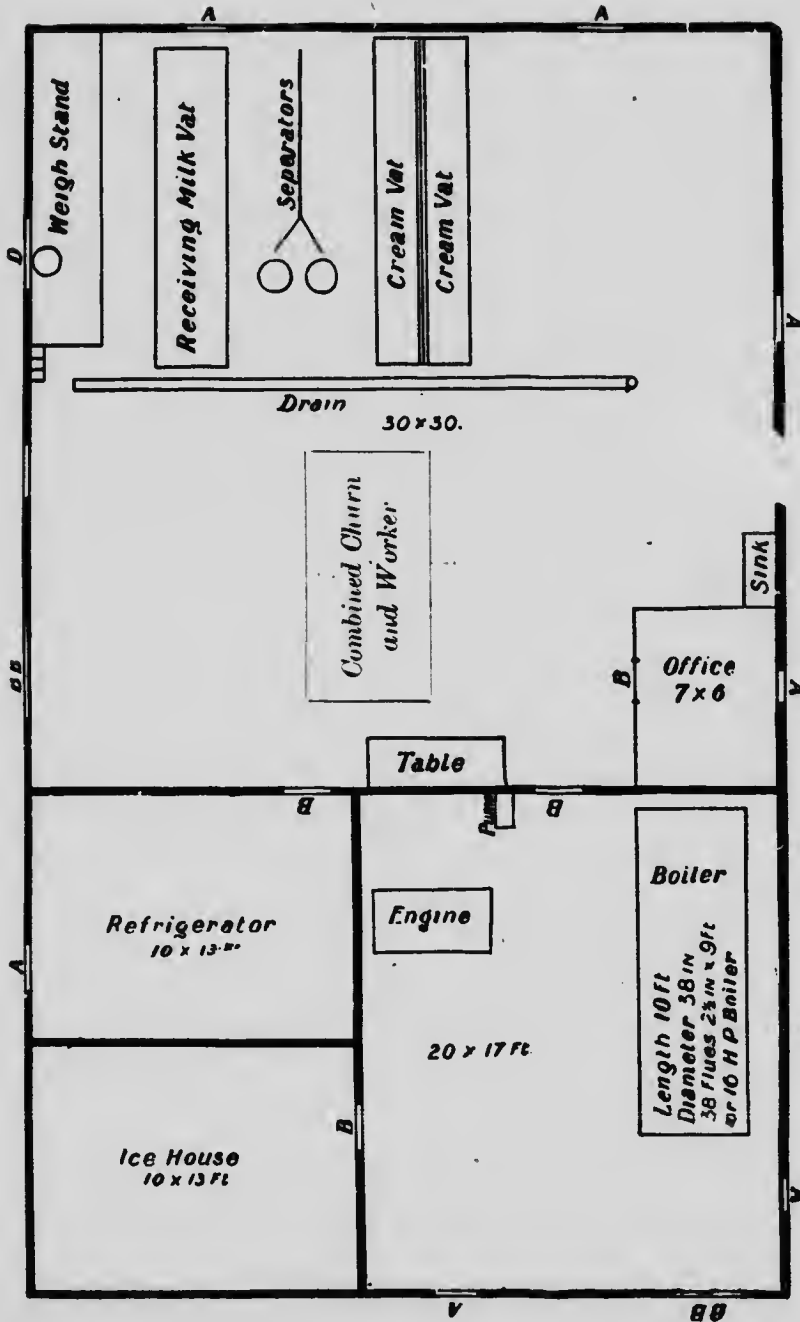 A
A
Weigh Stand
D
Receiving Milk Vat
Separators
Cream Vat
Cream Vat
A
Drain
30 x 30.
Combined Churn
and Worker
Sink
BB
B
Office
7 x 6
A
Table
B
B
Pump
Refrigerator
10 x 13
A
Engine
Boiler
Length 10 Ft
Diameter 38 IN
38 Flues 2½ IN x 9 Ft
or 16 H P Boiler
20 x 17 Ft.
Ice House
10 x 13 Ft
B
A
A
BB